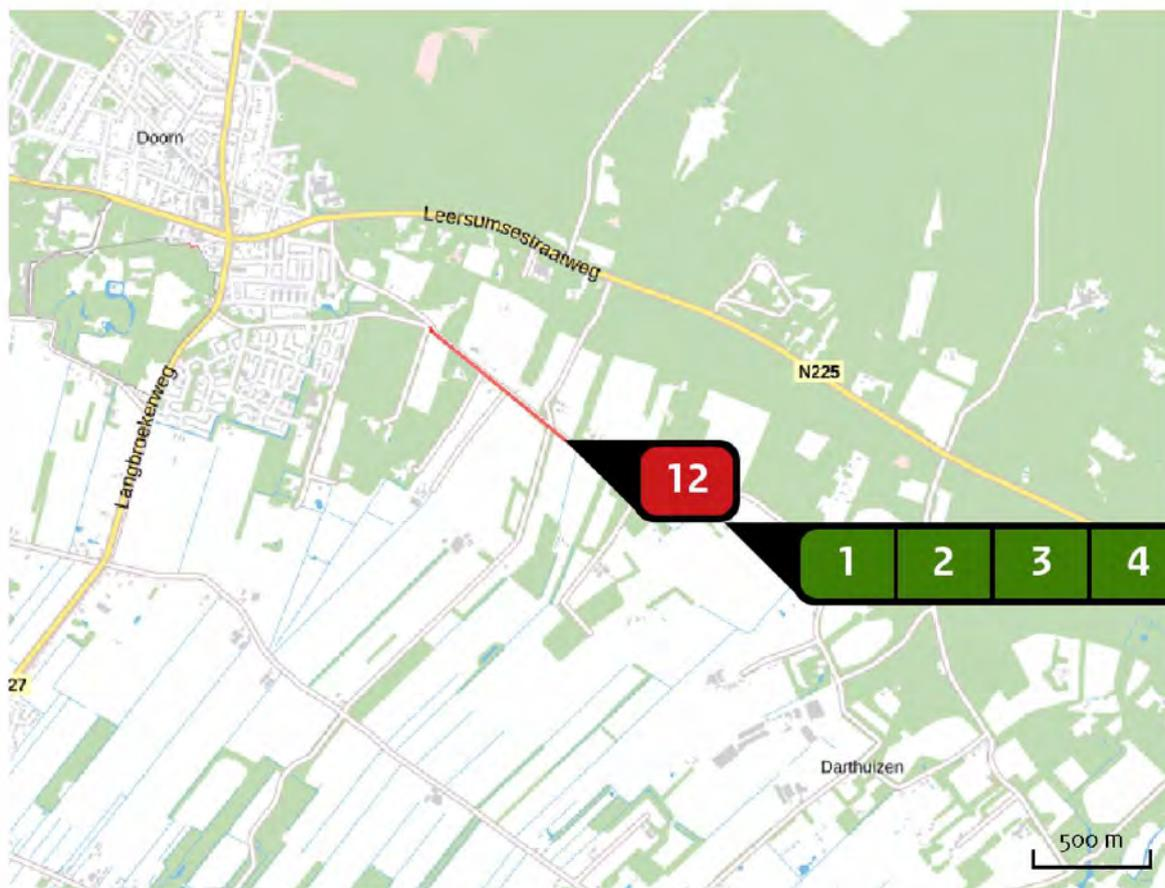 Doorn
Leersumsestraatweg
N225
Langbroekerweg
12
1 2 3 4
27
Darthuizen
500 m